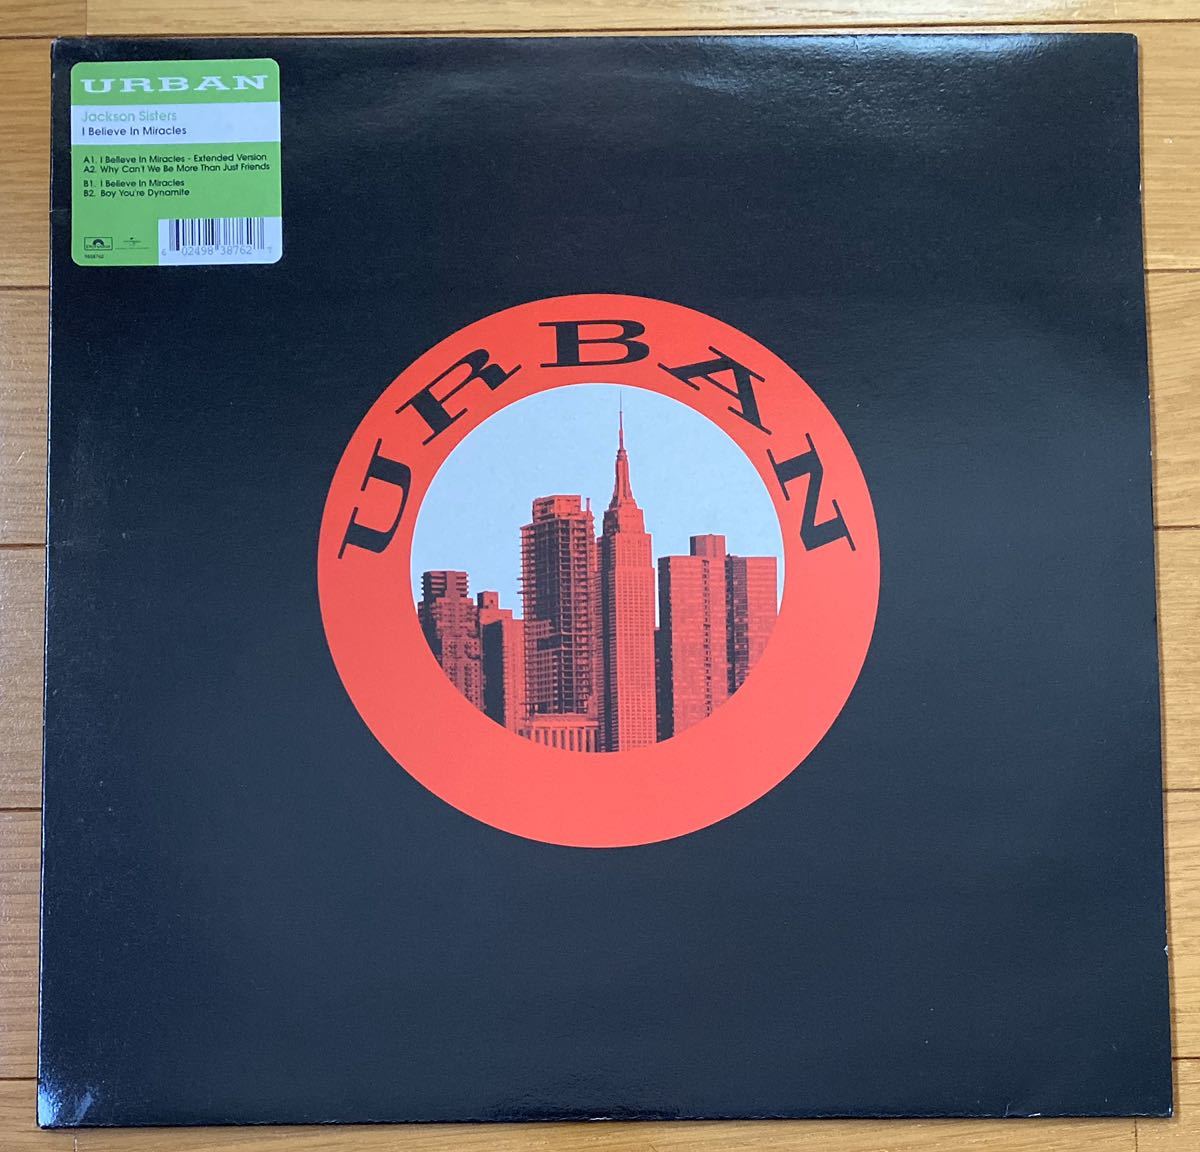 URBAN
Jackson Sisters
I Believe In Miracles
A1. I Believe In Miracles - Extended Version
A2. Why Can't We Be More Than Just Friends
B1. I Believe In Miracles
B2. Boy You're Dynamite
6 02498 38762 7
9838762
URBAN